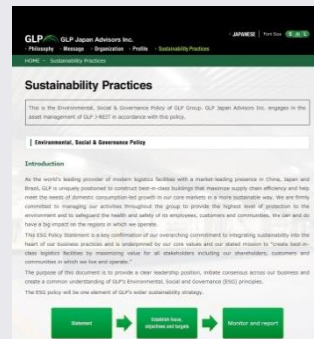 GLP GLP Japan Advisors Inc.
- JAPANESE | Font Size S M L
- Philosophy - Message - Organization - Profile - Sustainability Practices
HOME - Sustainability Practices
Sustainability Practices
This is the Environmental, Social & Governance Policy of GLP Group. GLP Japan Advisors Inc. engages in the
asset management of GLP J-REIT in accordance with this policy.
Environmental, Social & Governance Policy
Introduction
As the world's leading provider of modern logistics facilities with a market-leading presence in China, Japan and
Brazil, GLP is uniquely positioned to construct best-in-class buildings that maximize supply chain efficiency and help
meet the needs of domestic consumption-led growth in our core markets in a more sustainable way. We are firmly
committed to managing our activities throughout the group to provide the highest level of protection to the
environment and to safeguard the health and safety of its employees, customers and communities. We can and do
have a big impact on the regions in which we operate.
This ESG Policy Statement is a key confirmation of our overarching commitment to integrating sustainability into the
heart of our business practices and is underpinned by our core values and our stated mission to "create best-in-
class logistics facilities by maximizing value for all stakeholders including our shareholders, customers and
communities in which we live and operate."
The purpose of this document is to provide a clear leadership position, initiate consensus across our business and
create a common understanding of GLP's Environmental, Social and Governance (ESG) principles.
The ESG policy will be one element of GLP's wider sustainability strategy.
Statement
Establish focus,
objectives and targets
Monitor and report